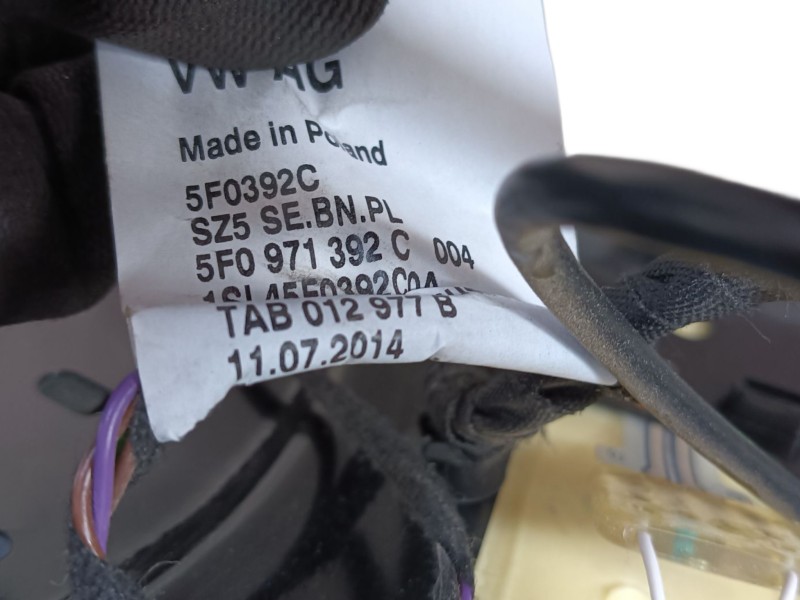 VW AG
Made in Poland
5F0392C
SZ5 SE.BN.PL
5F0 971 392 C 004
TAB 012 977 B
11.07.2014